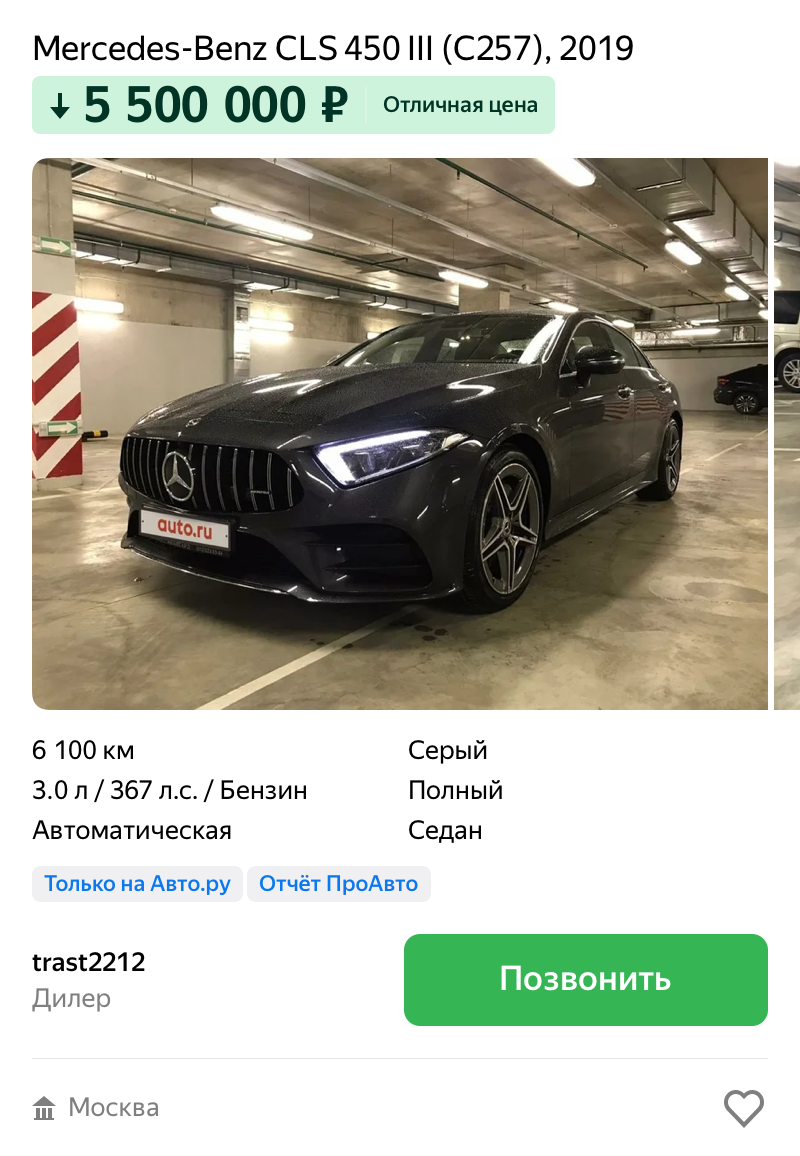 Mercedes-Benz CLS 450 III (C257), 2019
↓ 5 500 000 ₽ Отличная цена
auto.ru
6 100 км Серый
3.0 л / 367 л.с. / Бензин Полный
Автоматическая Седан
Только на Авто.ру Отчёт ПроАвто
trast2212
Дилер
Позвонить
Москва